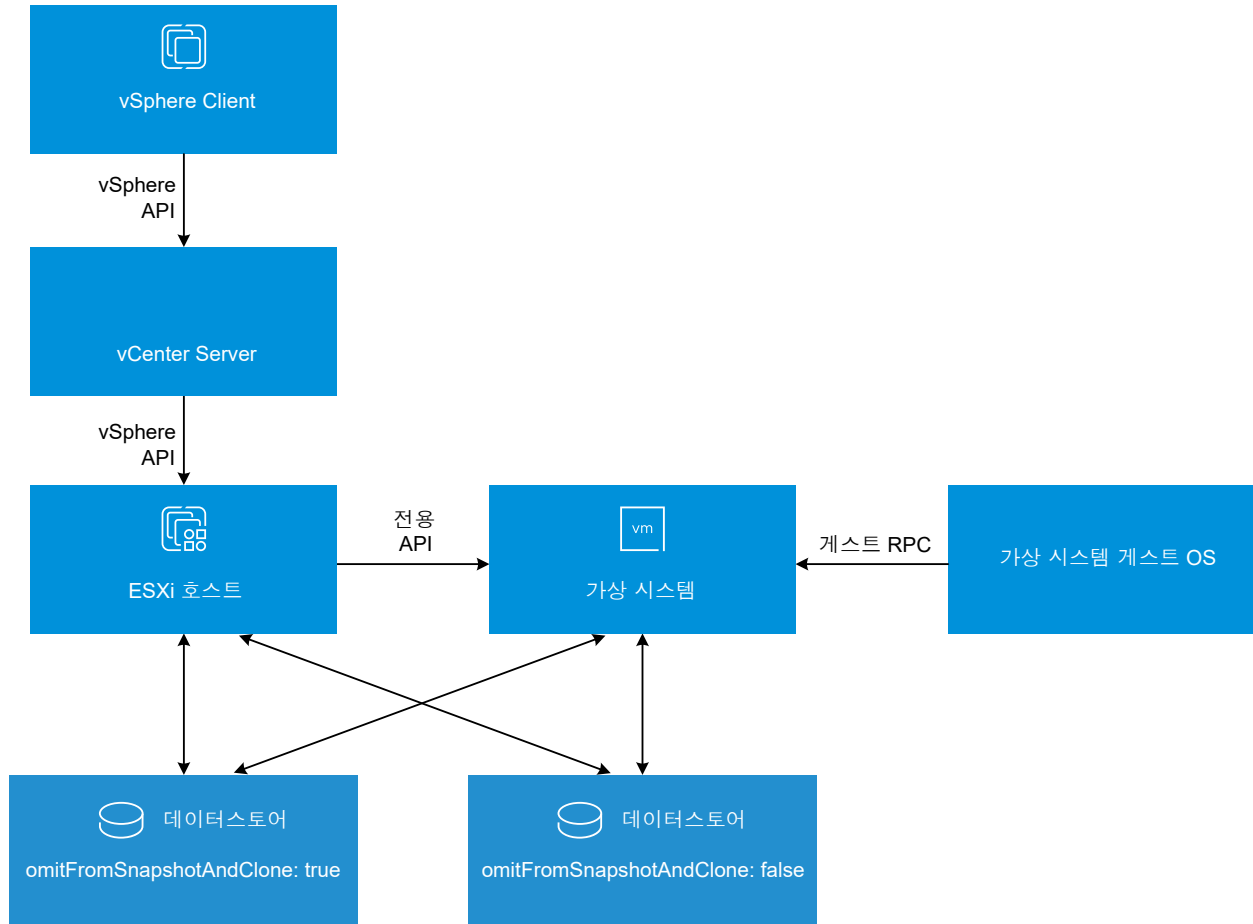 vSphere Client
vSphere
API
vCenter Server
vSphere
API
ESXi 호스트
전용
API
vm
가상 시스템
게스트 RPC
가상 시스템 게스트 OS
데이터스토어
omitFromSnapshotAndClone: true
데이터스토어
omitFromSnapshotAndClone: false